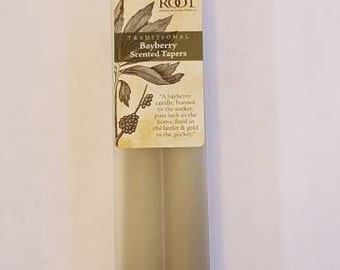 ROOT
TRADITIONAL
Bayberry
Scented Tapers
"A bayberry
candle, burned
to the socket,
puts luck in the
home, food in
the larder & gold
in the pocket."